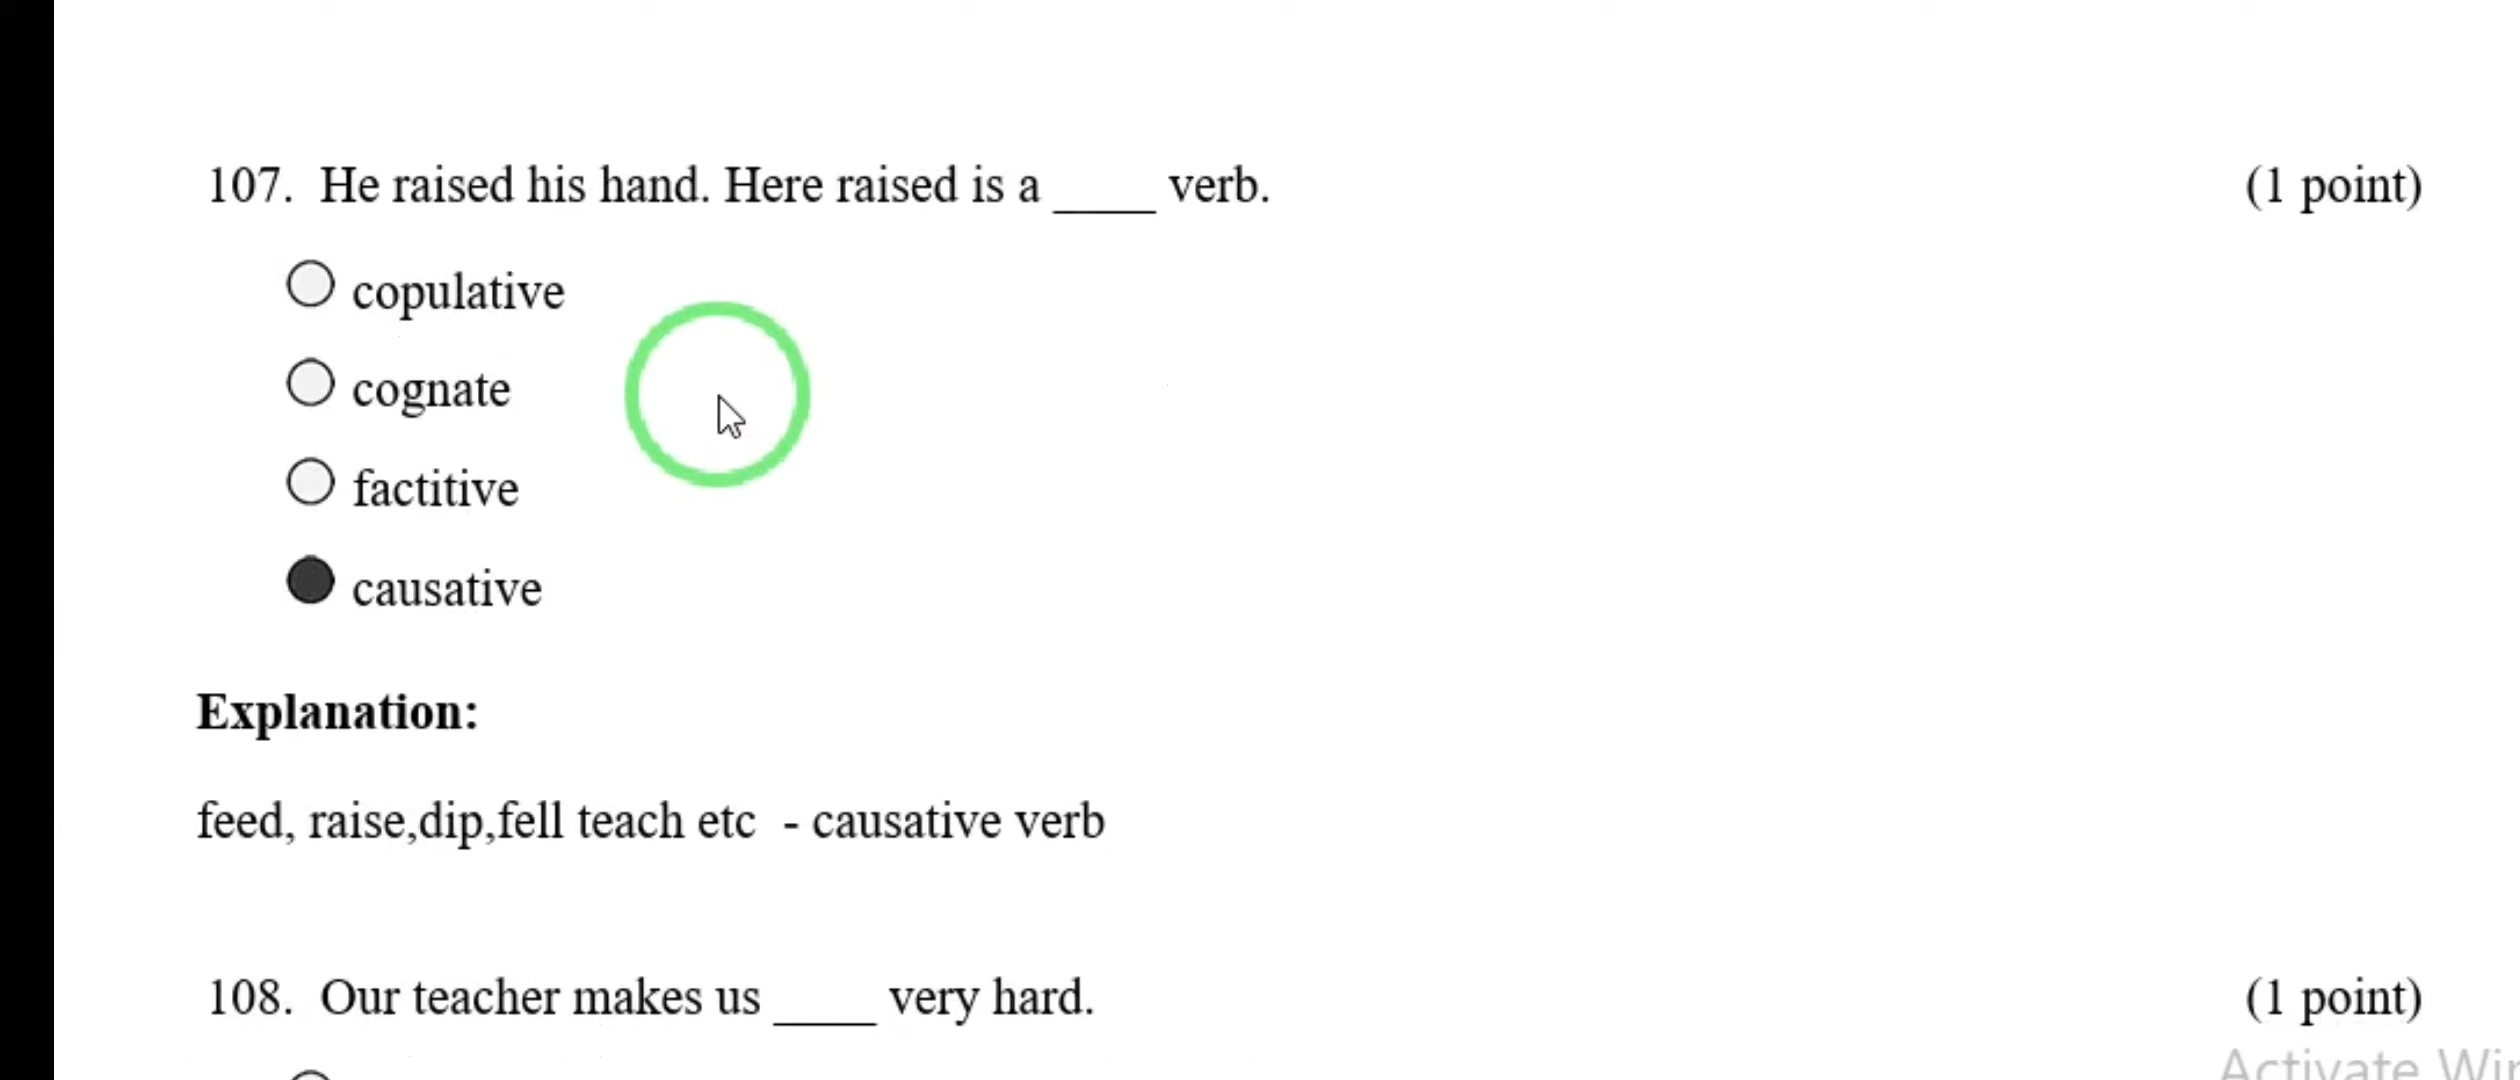 107. He raised his hand. Here raised is a ____ verb. (1 point)
copulative
cognate
factitive
causative
Explanation:
feed, raise,dip,fell teach etc - causative verb
108. Our teacher makes us ____ very hard. (1 point)
Activate